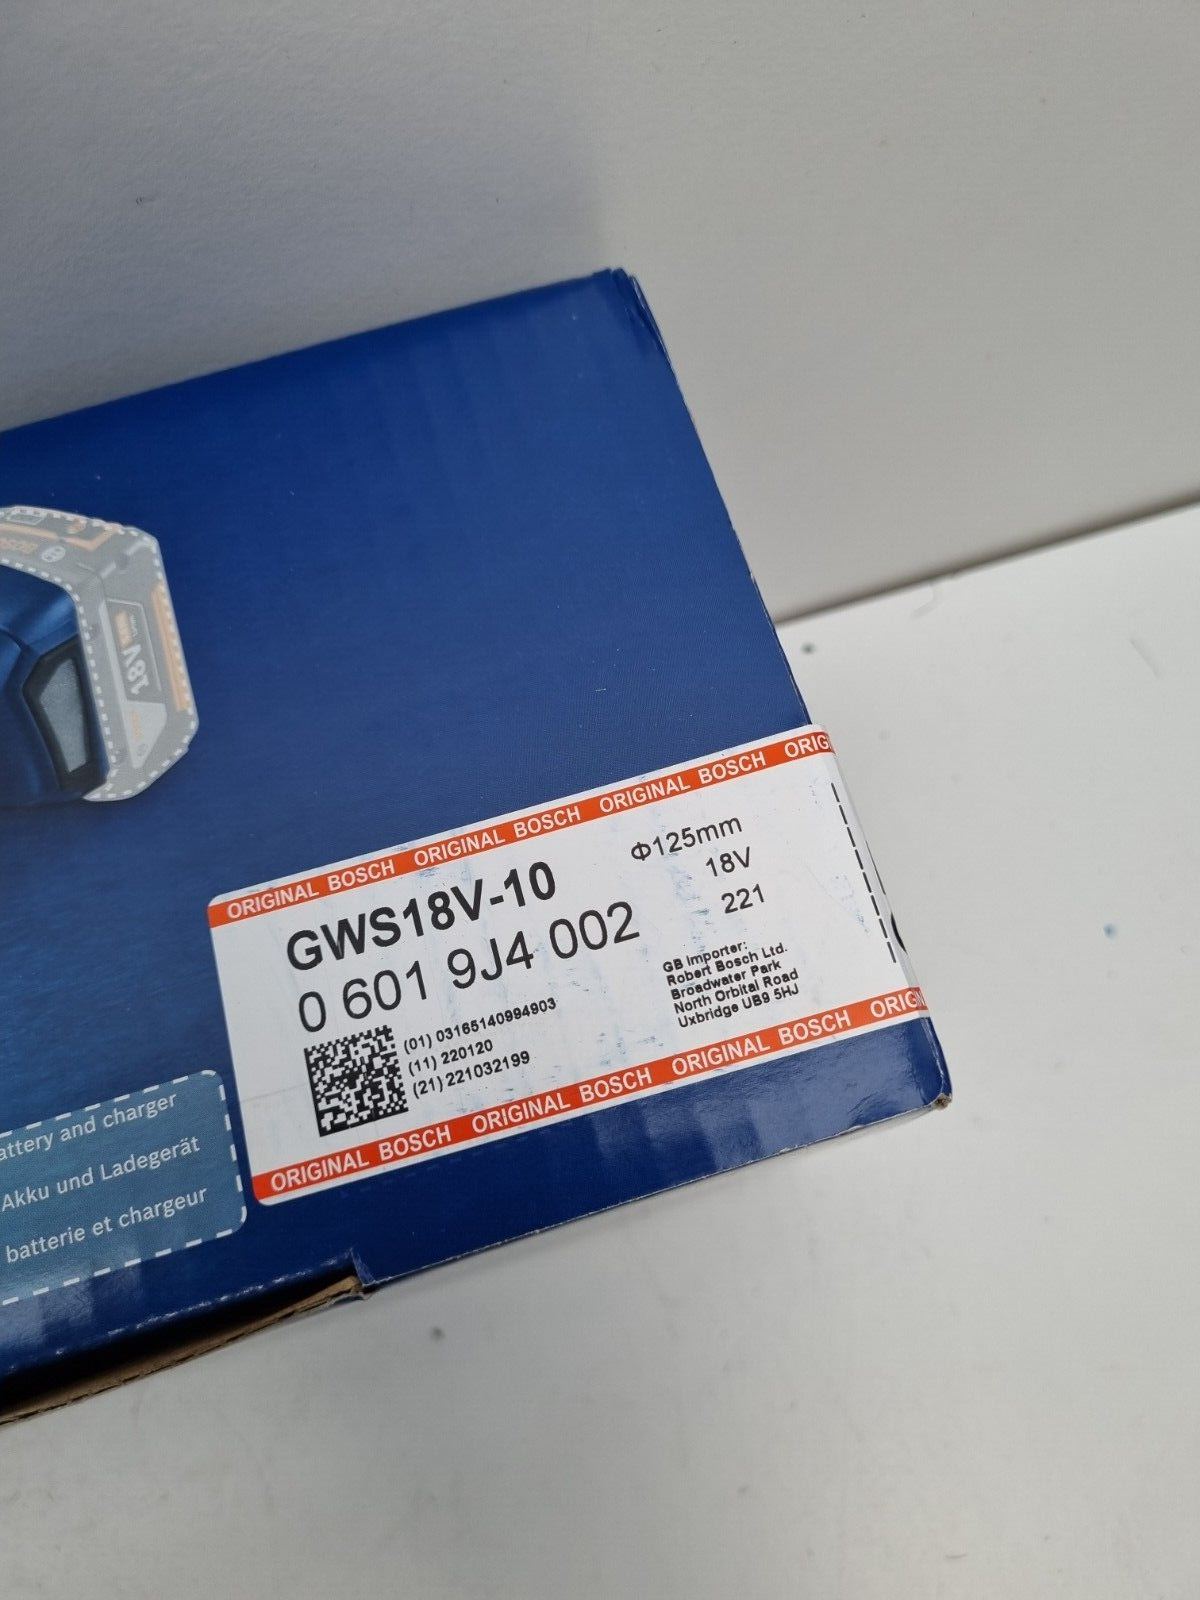 18V
ORIGINAL BOSCH ORIGINAL BOSCH ORIGINAL BOSCH ORIG
GWS18V-10
0 601 9J4 002
Φ125mm
18V
221
(01) 03165140994903
(11) 220120
(21) 221032199
GB Importer:
Robert Bosch Ltd.
Broadwater Park
North Orbital Road
Uxbridge UB9 5HJ
ORIGINAL BOSCH ORIGINAL BOSCH ORIGINAL BOSCH ORIGIN
attery and charger
Akku und Ladegerät
batterie et chargeur